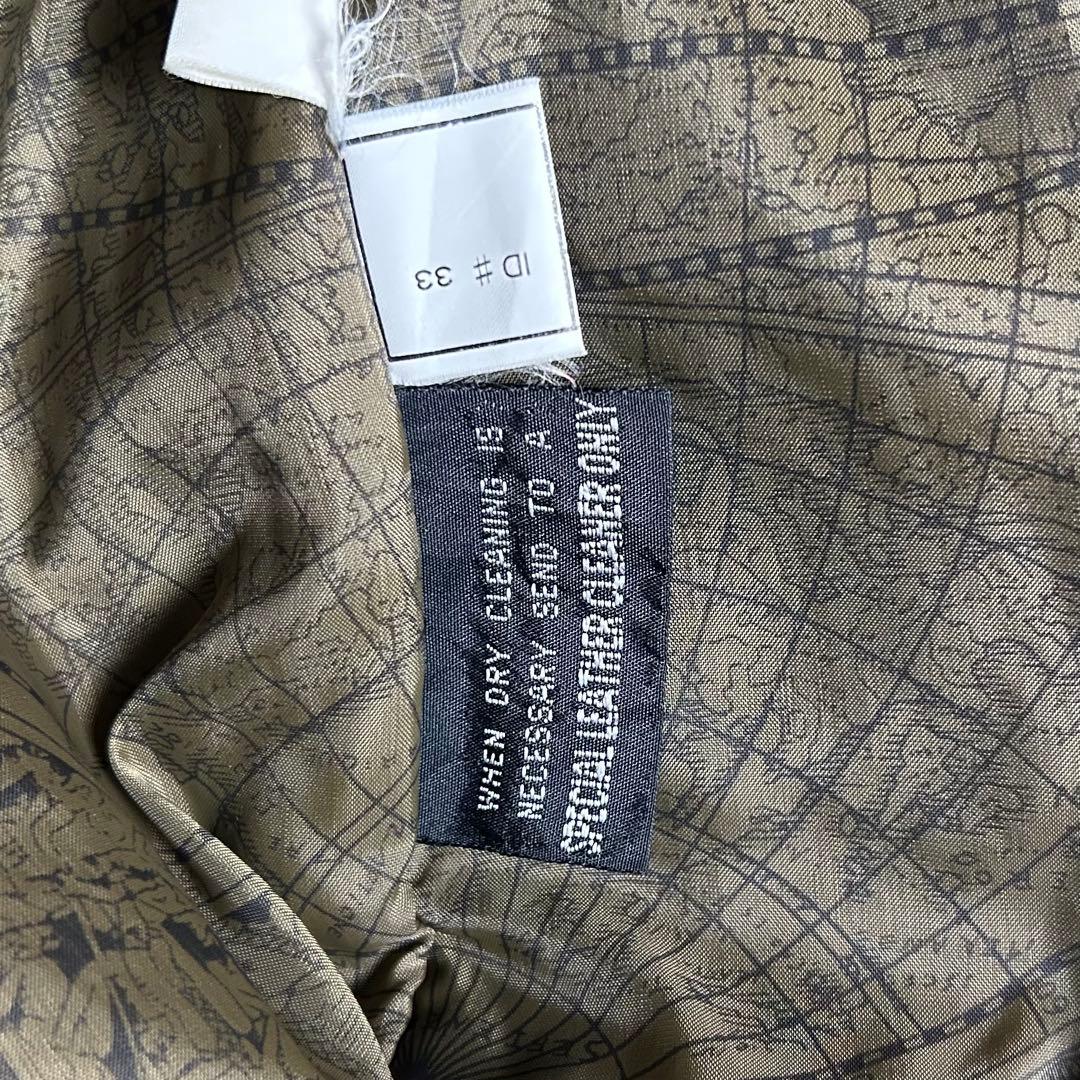 ID # 33
WHEN DRY CLEANING IS
NECESSARY SEND TO A
SPECIAL LEATHER CLEANER ONLY